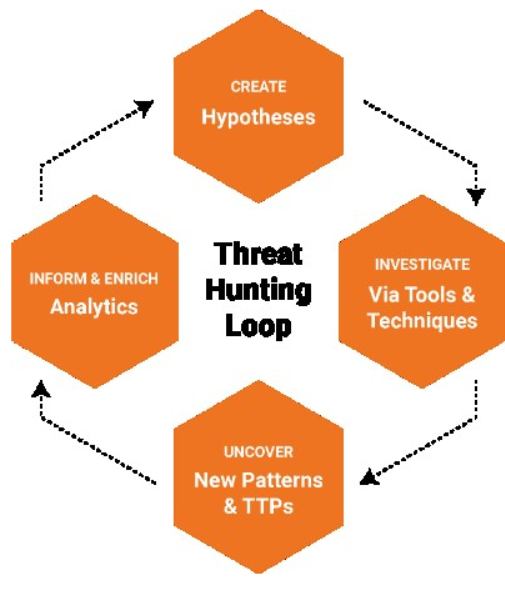 CREATE
Hypotheses
INVESTIGATE
Via Tools &
Techniques
UNCOVER
New Patterns
& TTPs
INFORM & ENRICH
Analytics
Threat
Hunting
Loop